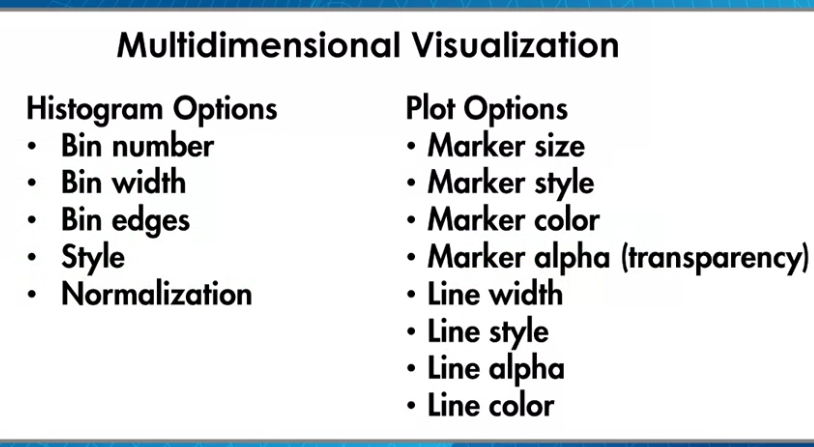 Multidimensional Visualization
Histogram Options
• Bin number
• Bin width
• Bin edges
• Style
• Normalization
Plot Options
• Marker size
• Marker style
• Marker color
• Marker alpha (transparency)
• Line width
• Line style
• Line alpha
• Line color